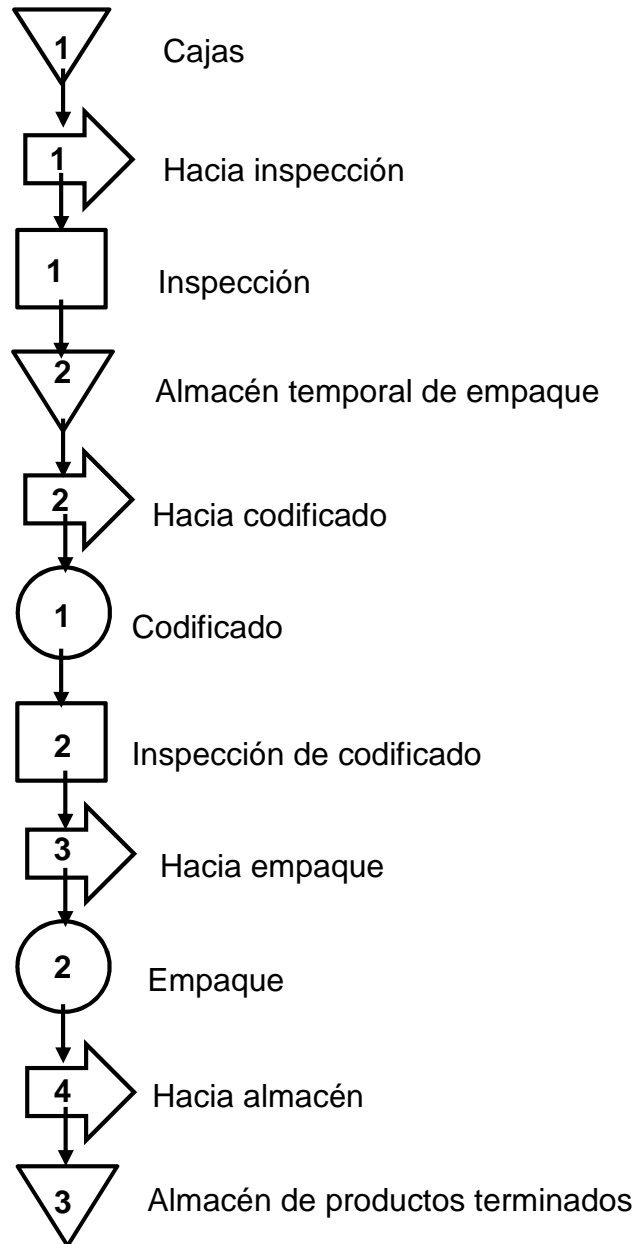 1 Cajas
1 Hacia inspección
1 Inspección
2 Almacén temporal de empaque
2 Hacia codificado
1 Codificado
2 Inspección de codificado
3 Hacia empaque
2 Empaque
4 Hacia almacén
3 Almacén de productos terminados